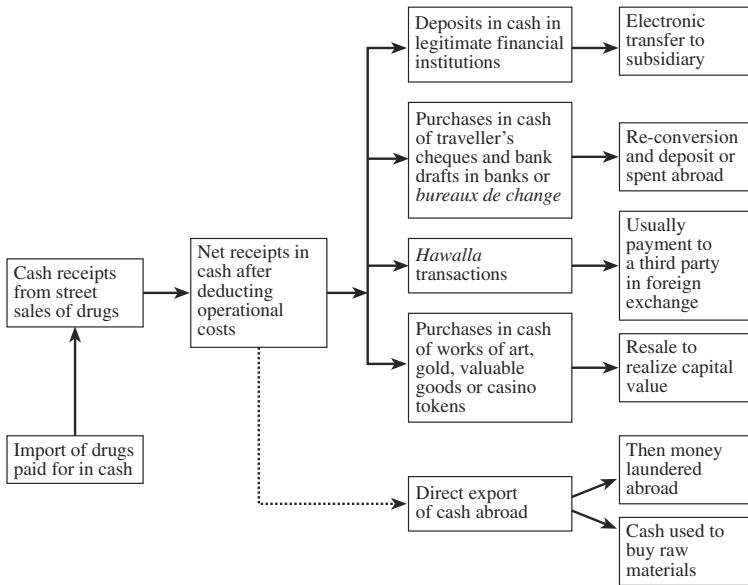 Deposits in cash in
legitimate financial
institutions
Electronic
transfer to
subsidiary
Purchases in cash
of traveller's
cheques and bank
drafts in banks or
bureaux de change
Re-conversion
and deposit or
spent abroad
Cash receipts
from street
sales of drugs
Net receipts in
cash after
deducting
operational
costs
Hawalla
transactions
Usually
payment to
a third party
in foreign
exchange
Purchases in cash
of works of art,
gold, valuable
goods or casino
tokens
Resale to
realize capital
value
Import of drugs
paid for in cash
Direct export
of cash abroad
Then money
laundered
abroad
Cash used to
buy raw
materials